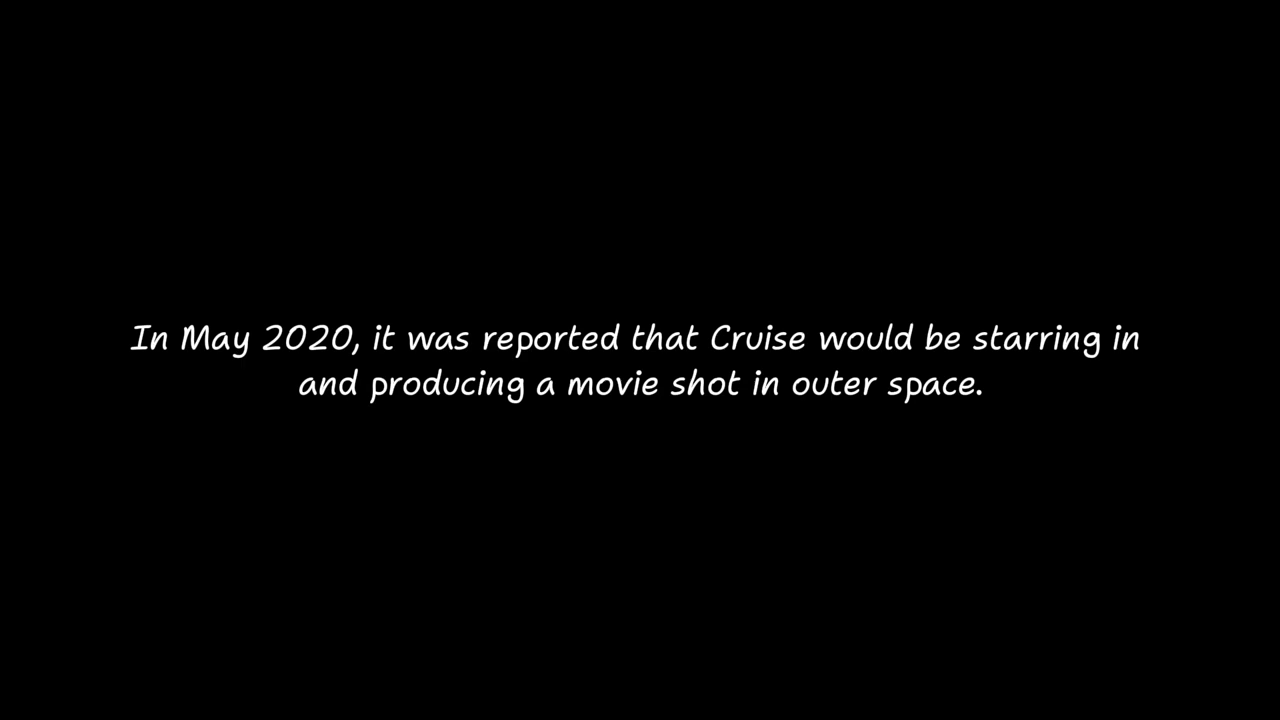 In May 2020, it was reported that Cruise would be starring in
and producing a movie shot in outer space.